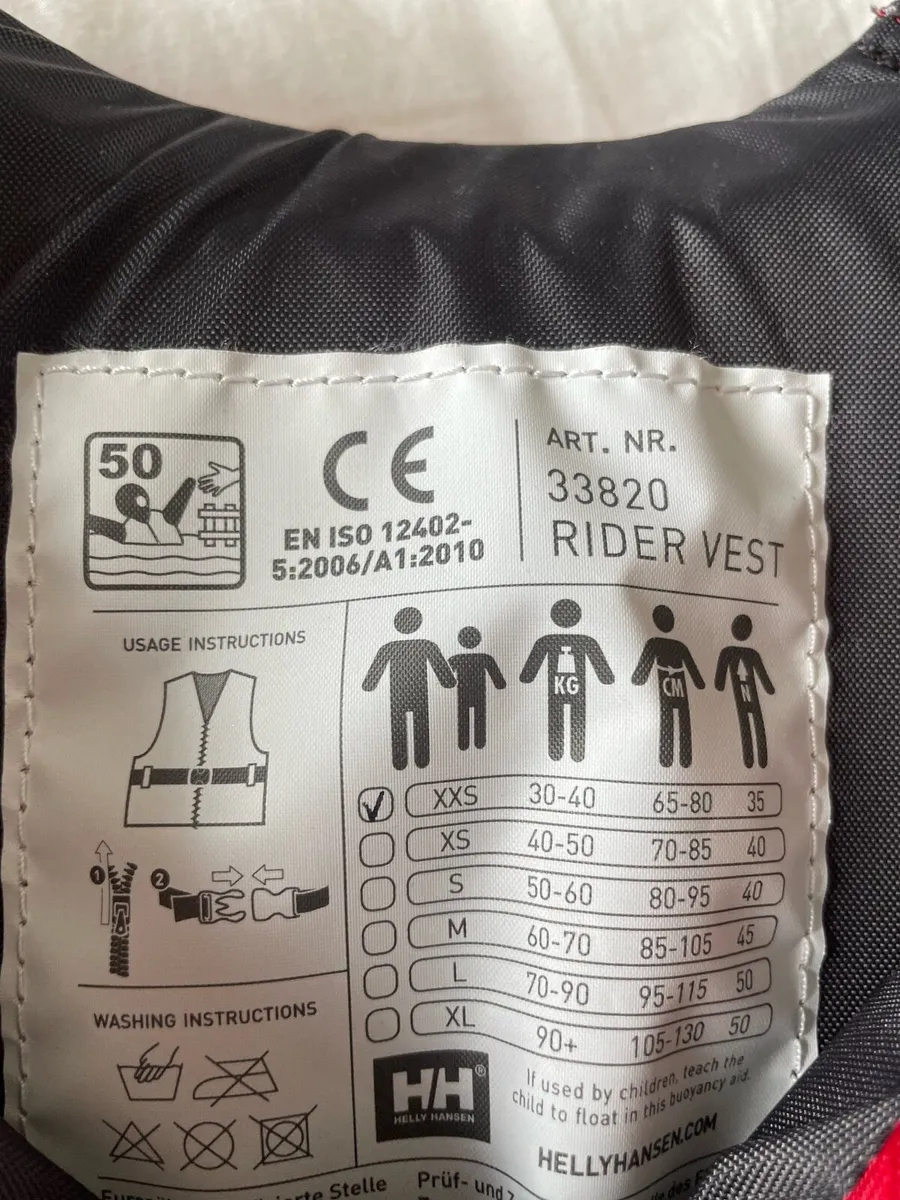 50
CE
EN ISO 12402-
5:2006/A1:2010
ART. NR.
33820
RIDER VEST
USAGE INSTRUCTIONS
1
2
WASHING INSTRUCTIONS
KG CM N
XXS 30-40 65-80 35
XS 40-50 70-85 40
S 50-60 80-95 40
M 60-70 85-105 45
L 70-90 95-115 50
XL 90+ 105-130 50
HH®
HELLY HANSEN
If used by children, teach the
child to float in this buoyancy aid.
HELLYHANSEN.COM
Stelle Prüf- und